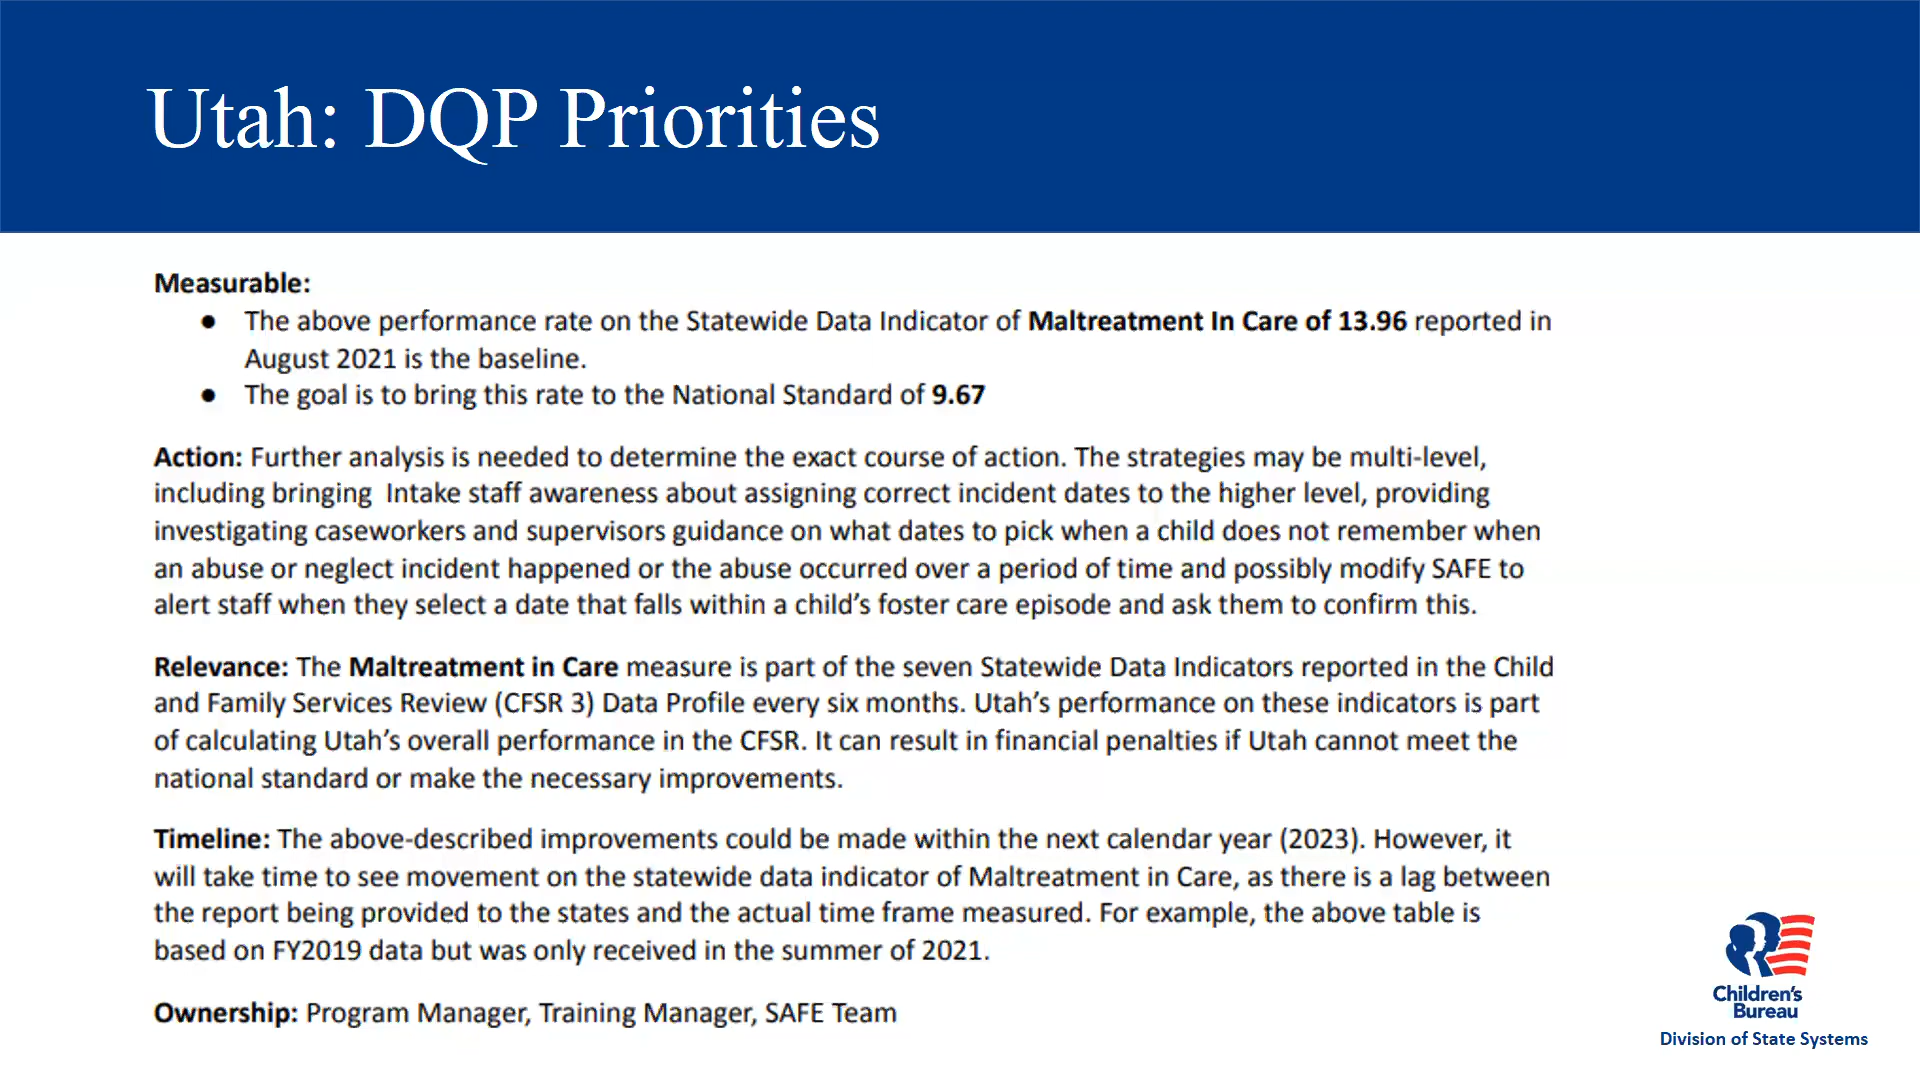 Utah: DQP Priorities
Measurable:
● The above performance rate on the Statewide Data Indicator of Maltreatment In Care of 13.96 reported in
August 2021 is the baseline.
● The goal is to bring this rate to the National Standard of 9.67
Action: Further analysis is needed to determine the exact course of action. The strategies may be multi-level,
including bringing  Intake staff awareness about assigning correct incident dates to the higher level, providing
investigating caseworkers and supervisors guidance on what dates to pick when a child does not remember when
an abuse or neglect incident happened or the abuse occurred over a period of time and possibly modify SAFE to
alert staff when they select a date that falls within a child's foster care episode and ask them to confirm this.
Relevance: The Maltreatment in Care measure is part of the seven Statewide Data Indicators reported in the Child
and Family Services Review (CFSR 3) Data Profile every six months. Utah's performance on these indicators is part
of calculating Utah's overall performance in the CFSR. It can result in financial penalties if Utah cannot meet the
national standard or make the necessary improvements.
Timeline: The above-described improvements could be made within the next calendar year (2023). However, it
will take time to see movement on the statewide data indicator of Maltreatment in Care, as there is a lag between
the report being provided to the states and the actual time frame measured. For example, the above table is
based on FY2019 data but was only received in the summer of 2021.
Ownership: Program Manager, Training Manager, SAFE Team
Children's
Bureau
Division of State Systems